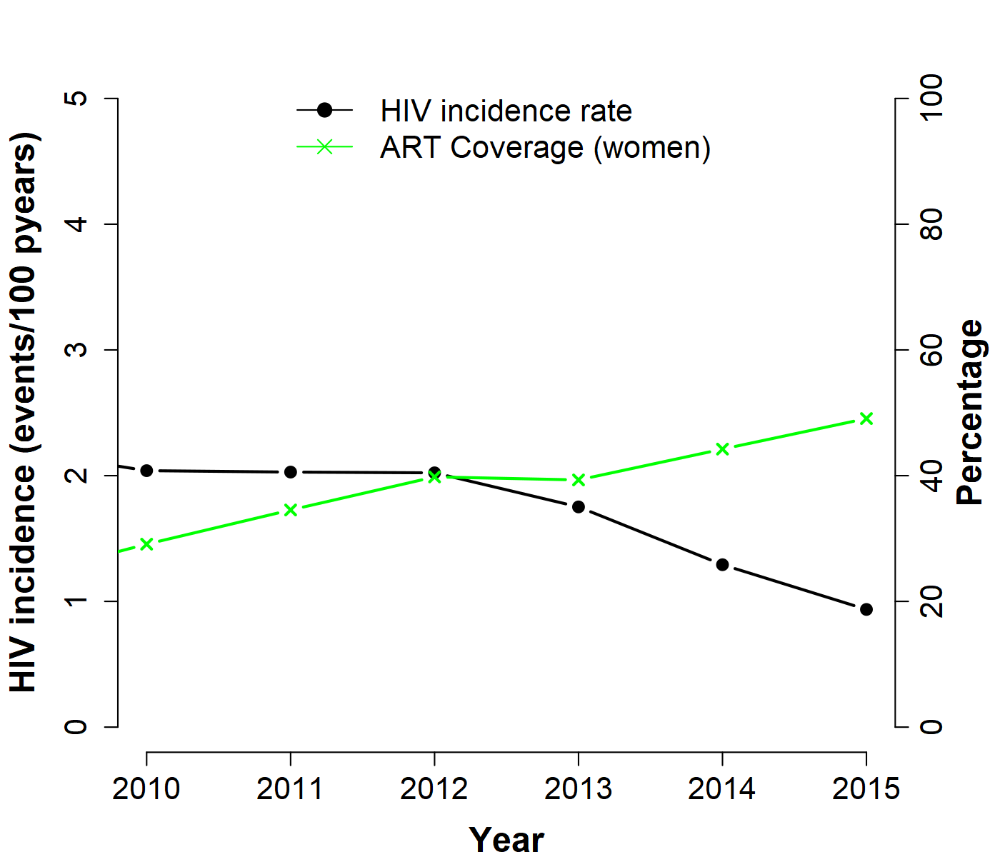 HIV incidence rate
ART Coverage (women)
HIV incidence (events/100 pyears)
5
4
3
2
1
0
Percentage
100
80
60
40
20
0
2010 2011 2012 2013 2014 2015
Year